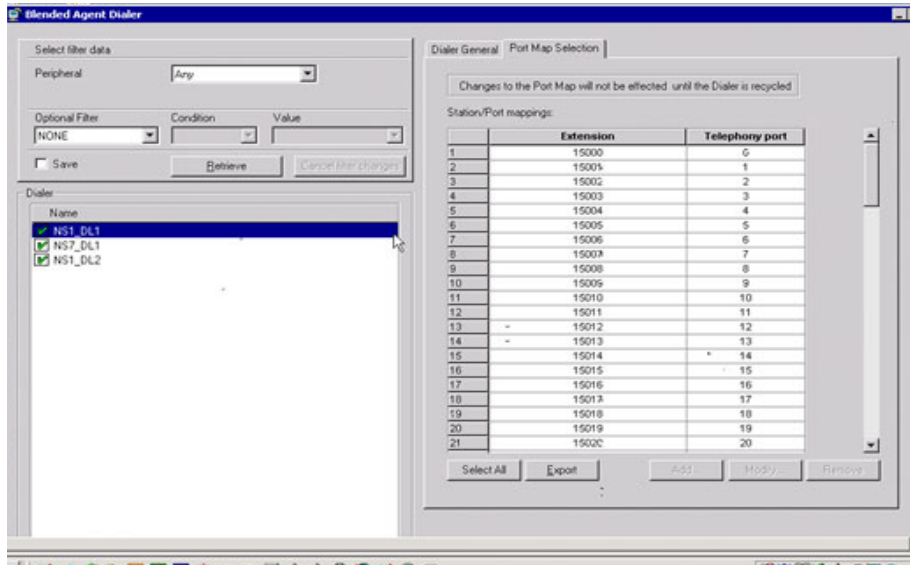 Blended Agent Dialer
Select filter data
Peripheral Any
Optional Filter Condition Value
NONE
Save Retrieve Cancel filter changes
Dialer
Name
NS1_DL1
NS7_DL1
NS1_DL2
Dialer General Port Map Selection
Changes to the Port Map will not be effected until the Dialer is recycled
Station/Port mappings:
Extension Telephony port
1 15000 0
2 15001 1
3 15002 2
4 15003 3
5 15004 4
6 15005 5
7 15006 6
8 15007 7
9 15008 8
10 15009 9
11 15010 10
12 15011 11
13 15012 12
14 15013 13
15 15014 14
16 15015 15
17 15016 16
18 15017 17
19 15018 18
20 15019 19
21 15020 20
Select All Export Add... Modify... Remove